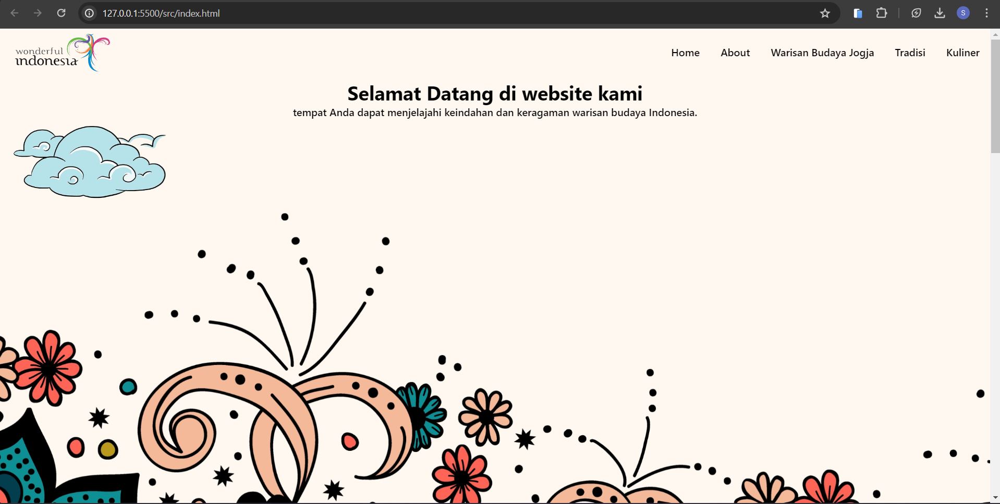 127.0.0.1:5500/src/index.html
S
wonderful
indonesia
Home About Warisan Budaya Jogja Tradisi Kuliner
Selamat Datang di website kami
tempat Anda dapat menjelajahi keindahan dan keragaman warisan budaya Indonesia.